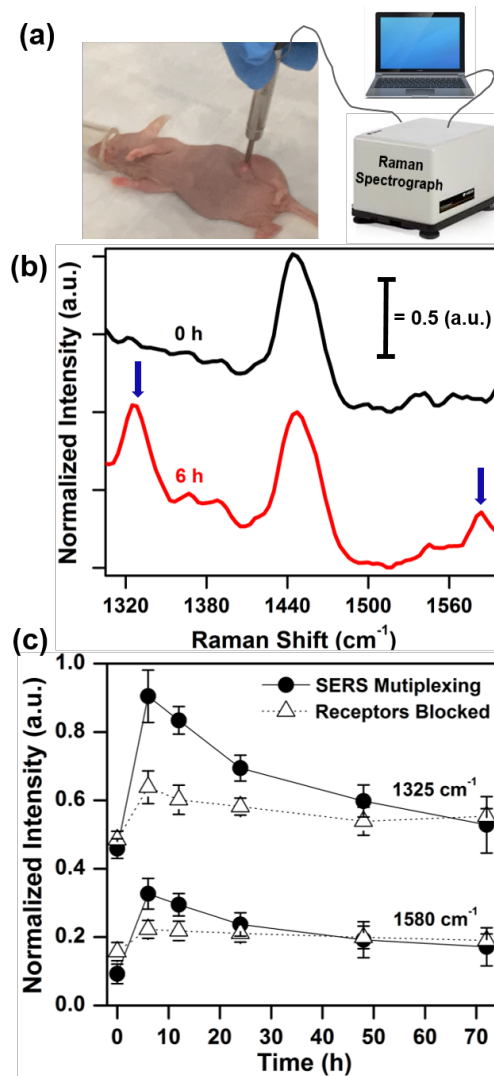 (a)
Raman
Spectrograph
(b)
Normalized Intensity (a.u.)
0 h
= 0.5 (a.u.)
6 h
1320 1380 1440 1500 1560
Raman Shift (cm⁻¹)
(c)
Normalized Intensity (a.u.)
1.0
0.8
0.6
0.4
0.2
0.0
SERS Mutiplexing
Receptors Blocked
1325 cm⁻¹
1580 cm⁻¹
0 10 20 30 40 50 60 70
Time (h)